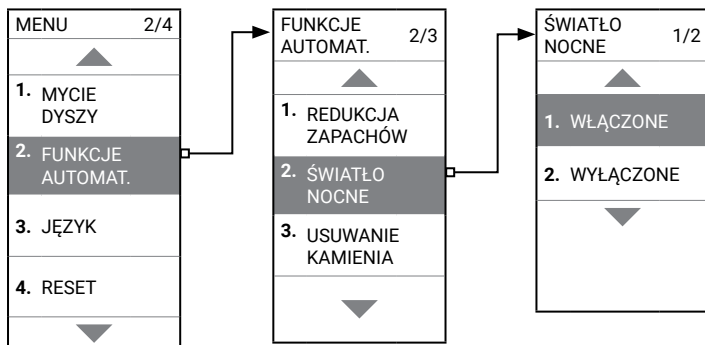 MENU 2/4
1. MYCIE
DYSZY
2. FUNKCJE
AUTOMAT.
3. JĘZYK
4. RESET
FUNKCJE
AUTOMAT. 2/3
1. REDUKCJA
ZAPACHÓW
2. ŚWIATŁO
NOCNE
3. USUWANIE
KAMIENIA
ŚWIATŁO
NOCNE 1/2
1. WŁĄCZONE
2. WYŁĄCZONE